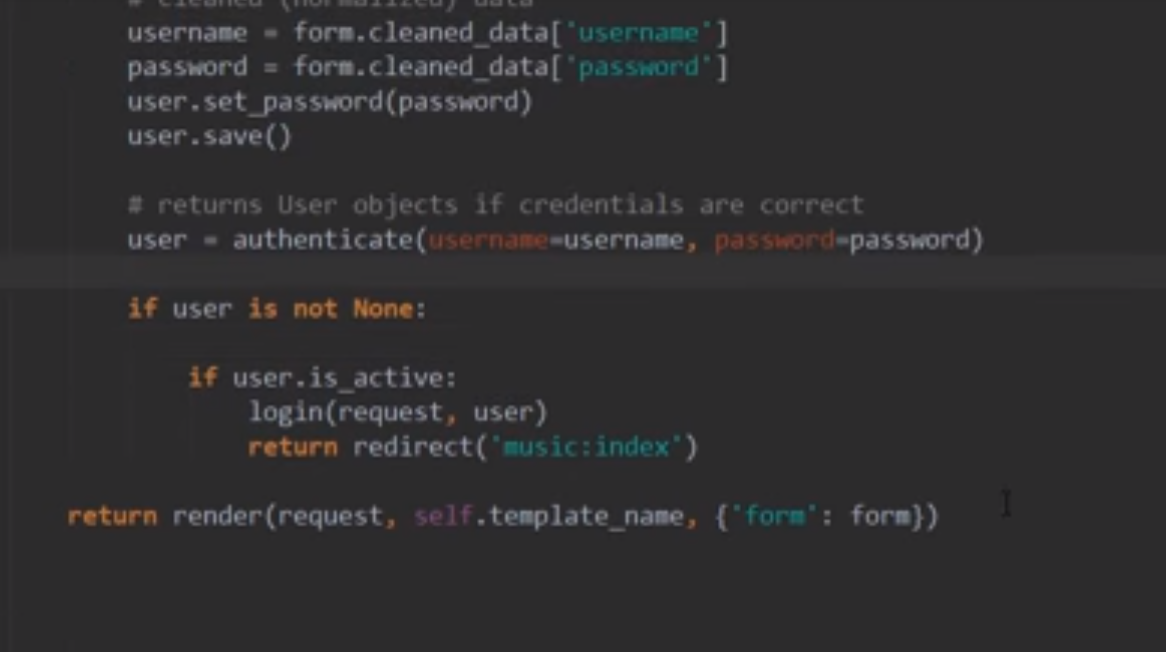 # cleaned (normalized) data
username = form.cleaned_data['username']
password = form.cleaned_data['password']
user.set_password(password)
user.save()
# returns User objects if credentials are correct
user = authenticate(username=username, password=password)
if user is not None:
if user.is_active:
login(request, user)
return redirect('music:index')
return render(request, self.template_name, {'form': form})